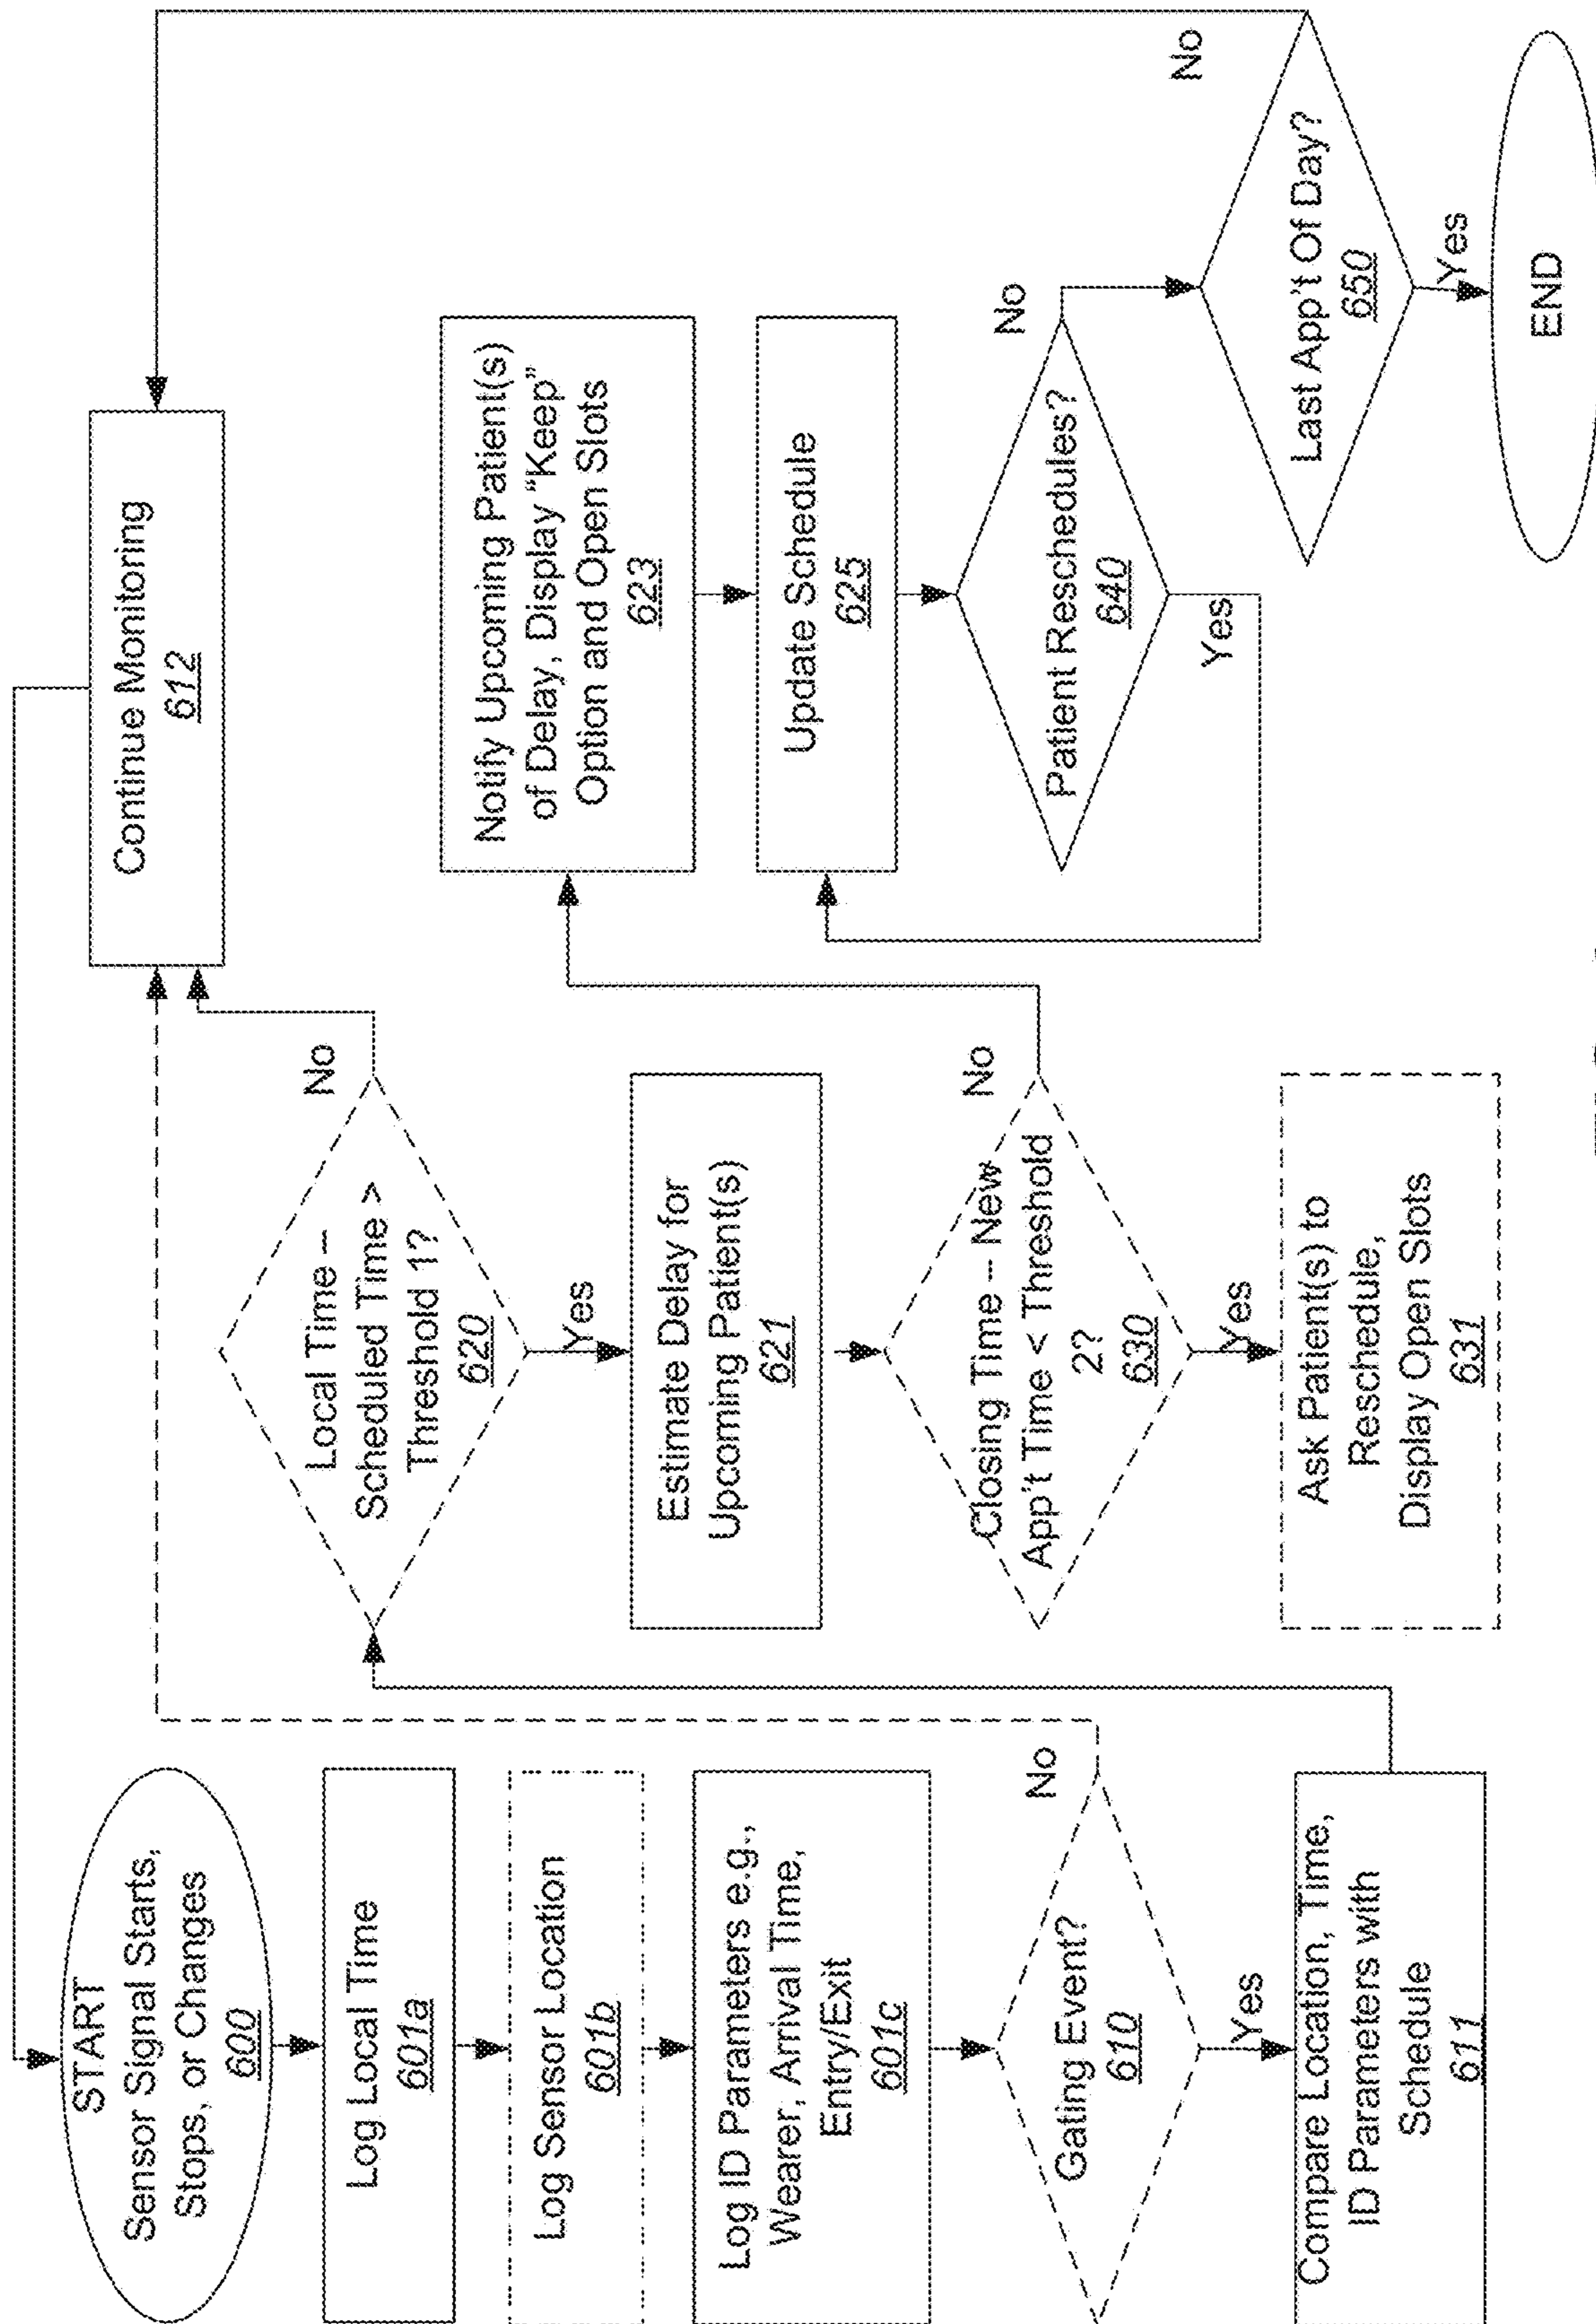 START
Sensor Signal Starts,
Stops, or Changes
600
Log Local Time
601a
Log Sensor Location
601b
Log ID Parameters e.g.,
Wearer, Arrival Time,
Entry/Exit
601c
Gating Event?
610
No
Yes
Compare Location, Time,
ID Parameters with
Schedule
611
Local Time –
Scheduled Time >
Threshold 1?
620
No
Yes
Estimate Delay for
Upcoming Patient(s)
621
Closing Time – New
App't Time < Threshold
2?
630
No
Yes
Ask Patient(s) to
Reschedule,
Display Open Slots
631
Continue Monitoring
612
Notify Upcoming Patient(s)
of Delay, Display “Keep”
Option and Open Slots
623
Update Schedule
625
Patient Reschedules?
640
No
Yes
Last App't Of Day?
650
No
Yes
END